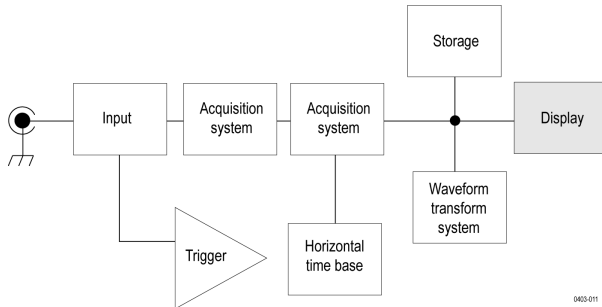 Storage
Input
Acquisition
system
Acquisition
system
Display
Waveform
transform
system
Trigger
Horizontal
time base
0403-011